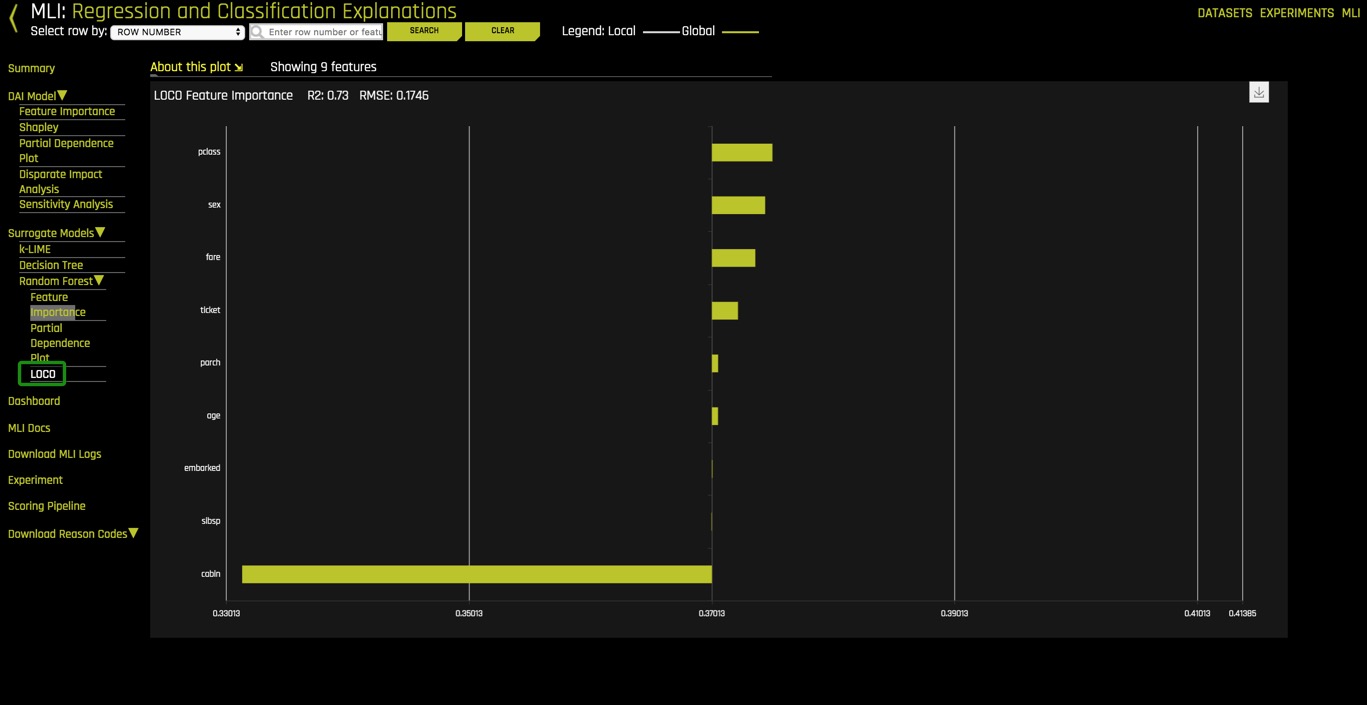 MLI: Regression and Classification Explanations
DATASETS EXPERIMENTS MLI
Select row by: ROW NUMBER Enter row number or featu SEARCH CLEAR Legend: Local Global
About this plot Showing 9 features
Summary
DAI Model
Feature Importance
Shapley
Partial Dependence
Plot
Disparate Impact
Analysis
Sensitivity Analysis
Surrogate Models
k-LIME
Decision Tree
Random Forest
Feature
Importance
Partial
Dependence
Plot
LOCO
Dashboard
MLI Docs
Download MLI Logs
Experiment
Scoring Pipeline
Download Reason Codes
LOCO Feature Importance R2: 0.73 RMSE: 0.1746
pclass
sex
fare
ticket
parch
age
embarked
sibsp
cabin
0.33013 0.35013 0.37013 0.39013 0.41013 0.41385